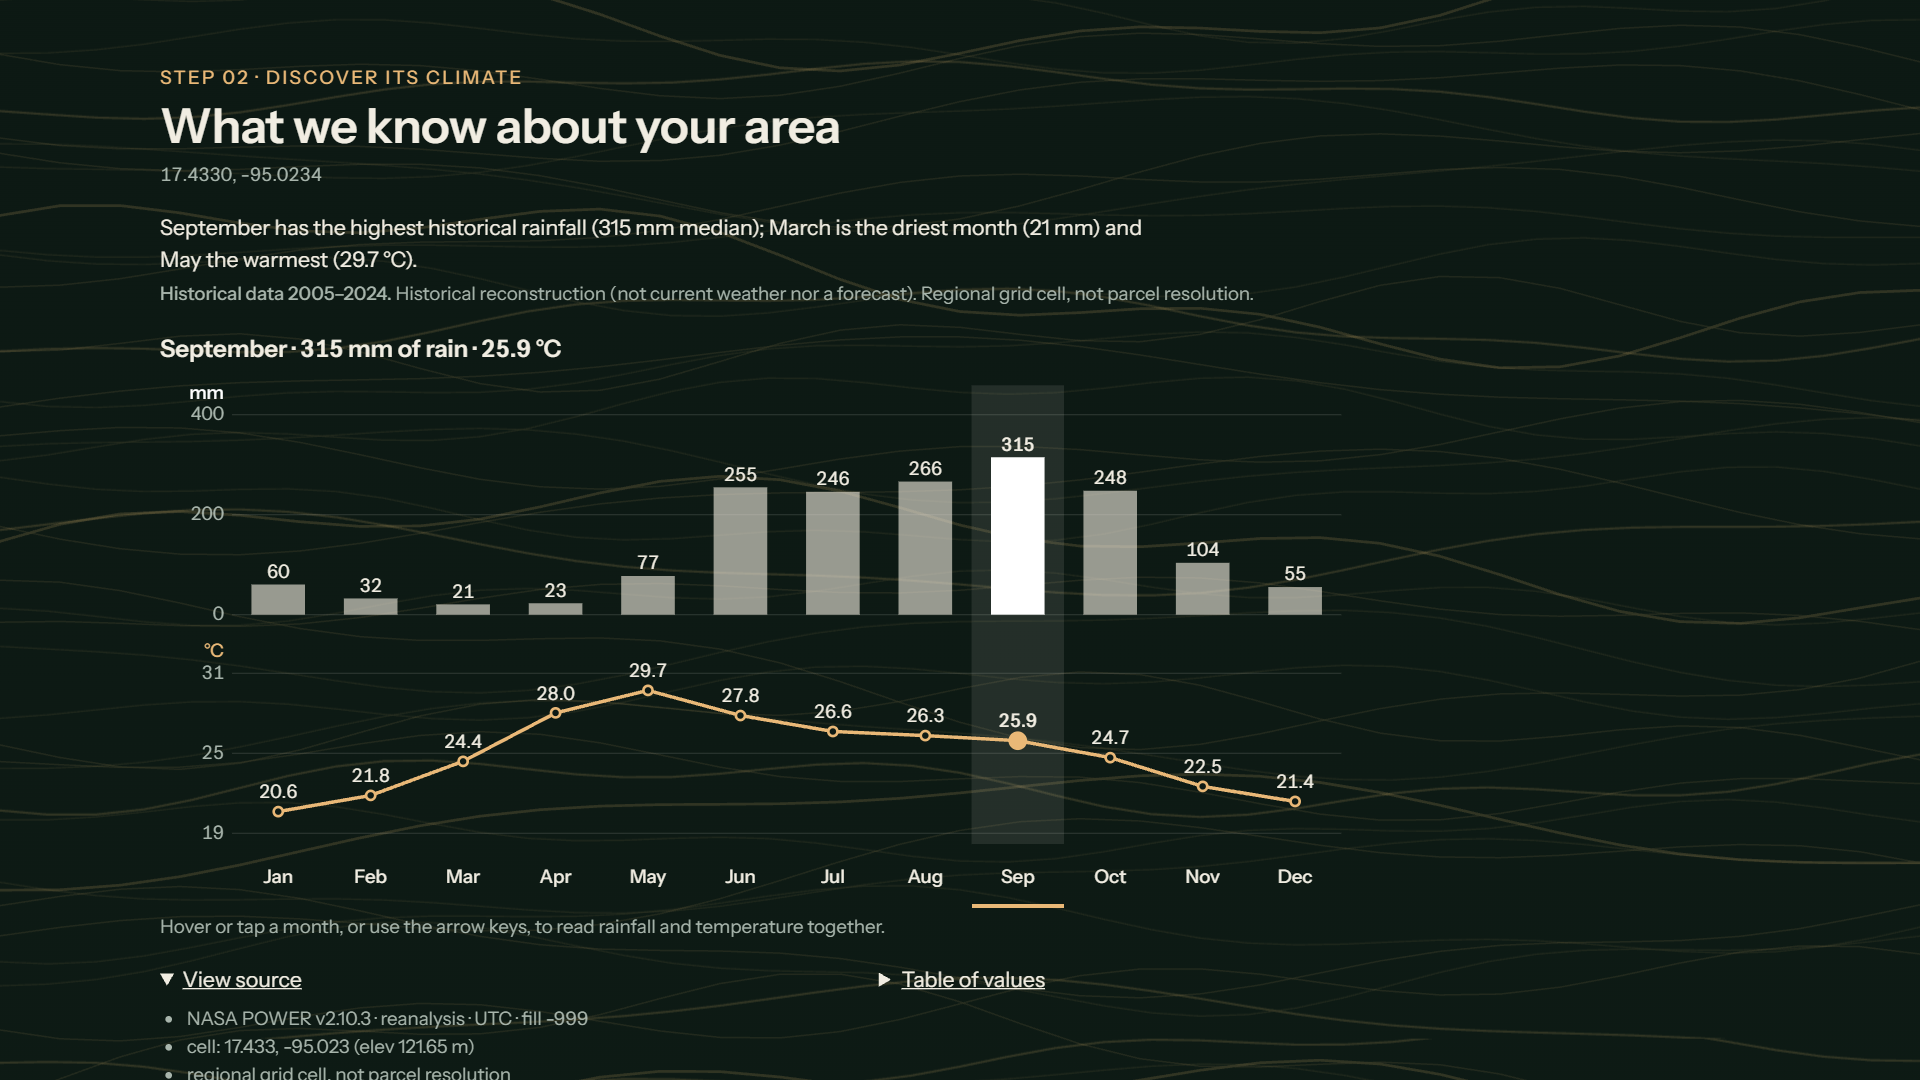 STEP 02 · DISCOVER ITS CLIMATE
What we know about your area
17.4330, -95.0234
September has the highest historical rainfall (315 mm median); March is the driest month (21 mm) and
May the warmest (29.7 °C).
Historical data 2005–2024. Historical reconstruction (not current weather nor a forecast). Regional grid cell, not parcel resolution.
September · 315 mm of rain · 25.9 °C
mm
400
200
0
60 32 21 23 77 255 246 266 315 248 104 55
°C
31
25
19
20.6 21.8 24.4 28.0 29.7 27.8 26.6 26.3 25.9 24.7 22.5 21.4
Jan Feb Mar Apr May Jun Jul Aug Sep Oct Nov Dec
Hover or tap a month, or use the arrow keys, to read rainfall and temperature together.
▼ View source
▶ Table of values
• NASA POWER v2.10.3 · reanalysis · UTC · fill -999
• cell: 17.433, -95.023 (elev 121.65 m)
• regional grid cell, not parcel resolution